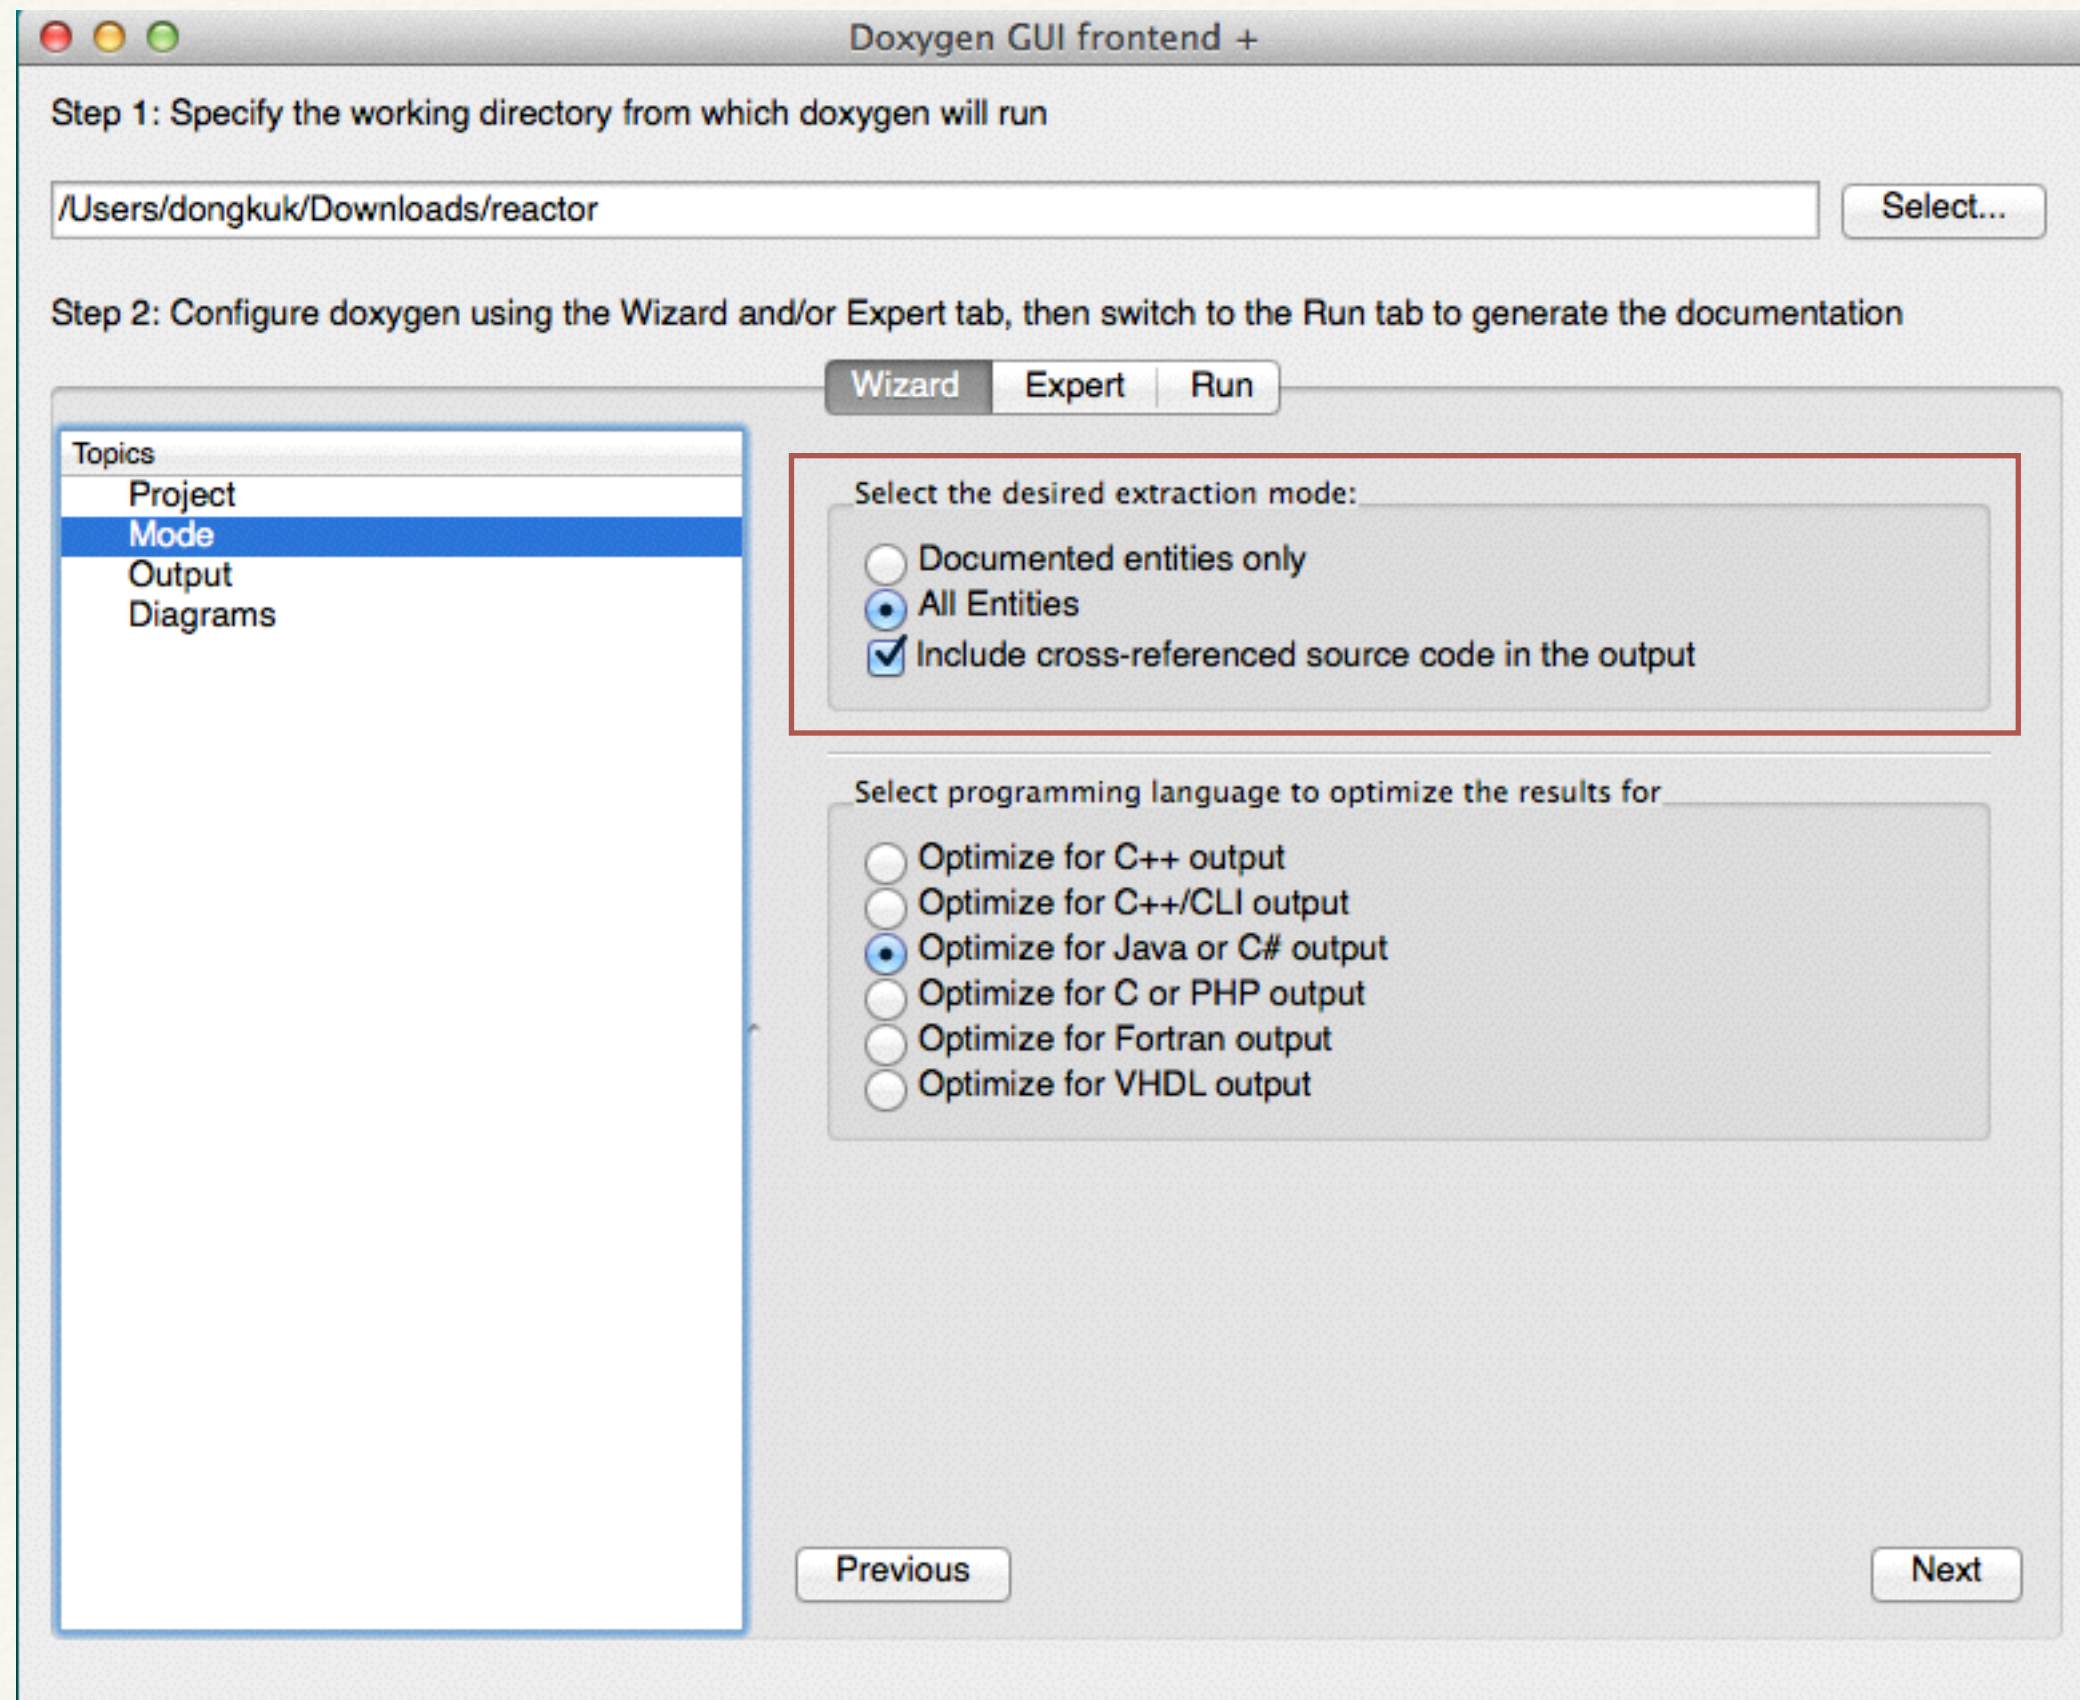 Doxygen GUI frontend +
Step 1: Specify the working directory from which doxygen will run
/Users/dongkuk/Downloads/reactor
Select...
Step 2: Configure doxygen using the Wizard and/or Expert tab, then switch to the Run tab to generate the documentation
Wizard
Expert
Run
Topics
Project
Mode
Output
Diagrams
Select the desired extraction mode:
Documented entities only
All Entities
Include cross-referenced source code in the output
Select programming language to optimize the results for
Optimize for C++ output
Optimize for C++/CLI output
Optimize for Java or C# output
Optimize for C or PHP output
Optimize for Fortran output
Optimize for VHDL output
Previous
Next